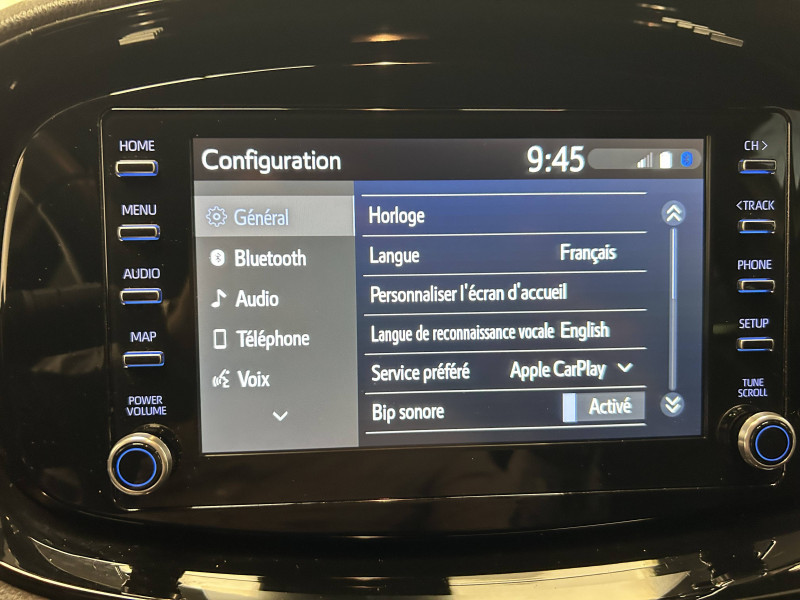 HOME
MENU
AUDIO
MAP
POWER
VOLUME
Configuration 9:45
Général
Bluetooth
Audio
Téléphone
Voix
Horloge
Langue Français
Personnaliser l'écran d'accueil
Langue de reconnaissance vocale English
Service préféré Apple CarPlay
Bip sonore Activé
CH >
< TRACK
PHONE
SETUP
TUNE
SCROLL